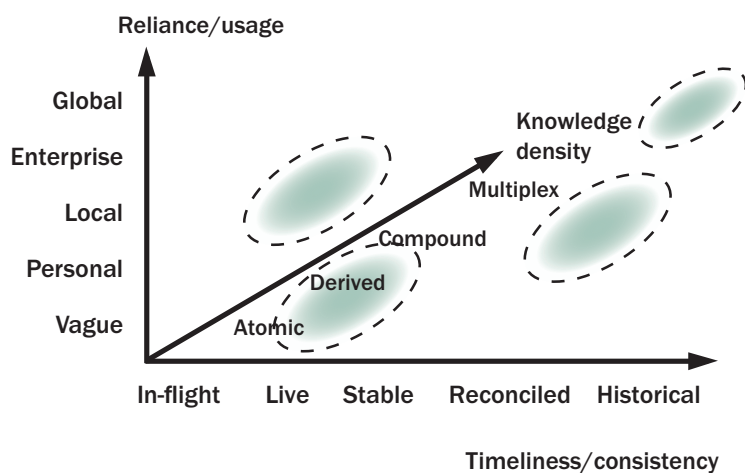 Reliance/usage
Global
Enterprise
Local
Personal
Vague
Knowledge
density
Multiplex
Compound
Derived
Atomic
In-flight Live Stable Reconciled Historical
Timeliness/consistency